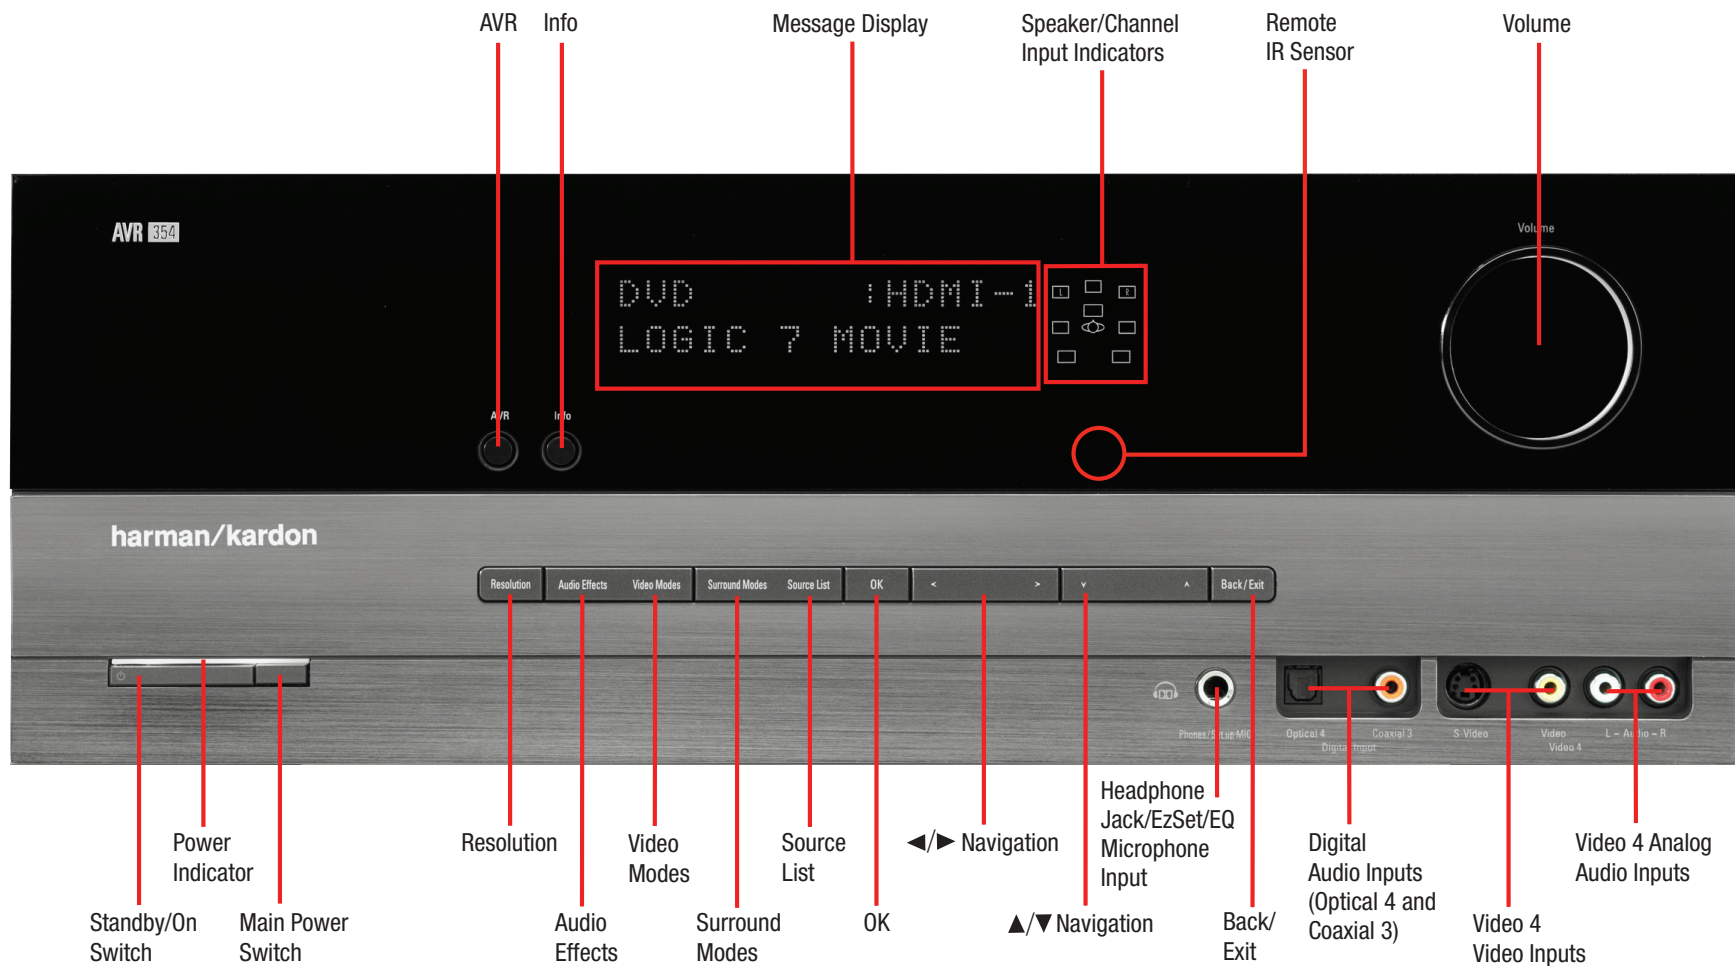 AVR
Info
Message Display
Speaker/Channel
Input Indicators
Remote
IR Sensor
Volume
AVR 354
Volume
DVD :HDMI-1
LOGIC 7 MOVIE
L
R
AVR
Info
harman/kardon
Resolution
Audio Effects
Video Modes
Surround Modes
Source List
OK
<
>
˅
˄
Back/Exit
Phones/Setup MIC
Optical 4
Coaxial 3
Digital Input
S-Video
Video
Video 4
L – Audio – R
Power
Indicator
Resolution
Video
Modes
Source
List
◄/► Navigation
Headphone
Jack/EzSet/EQ
Microphone
Input
Digital
Audio Inputs
(Optical 4 and
Coaxial 3)
Video 4 Analog
Audio Inputs
Standby/On
Switch
Main Power
Switch
Audio
Effects
Surround
Modes
OK
▲/▼ Navigation
Back/
Exit
Video 4
Video Inputs